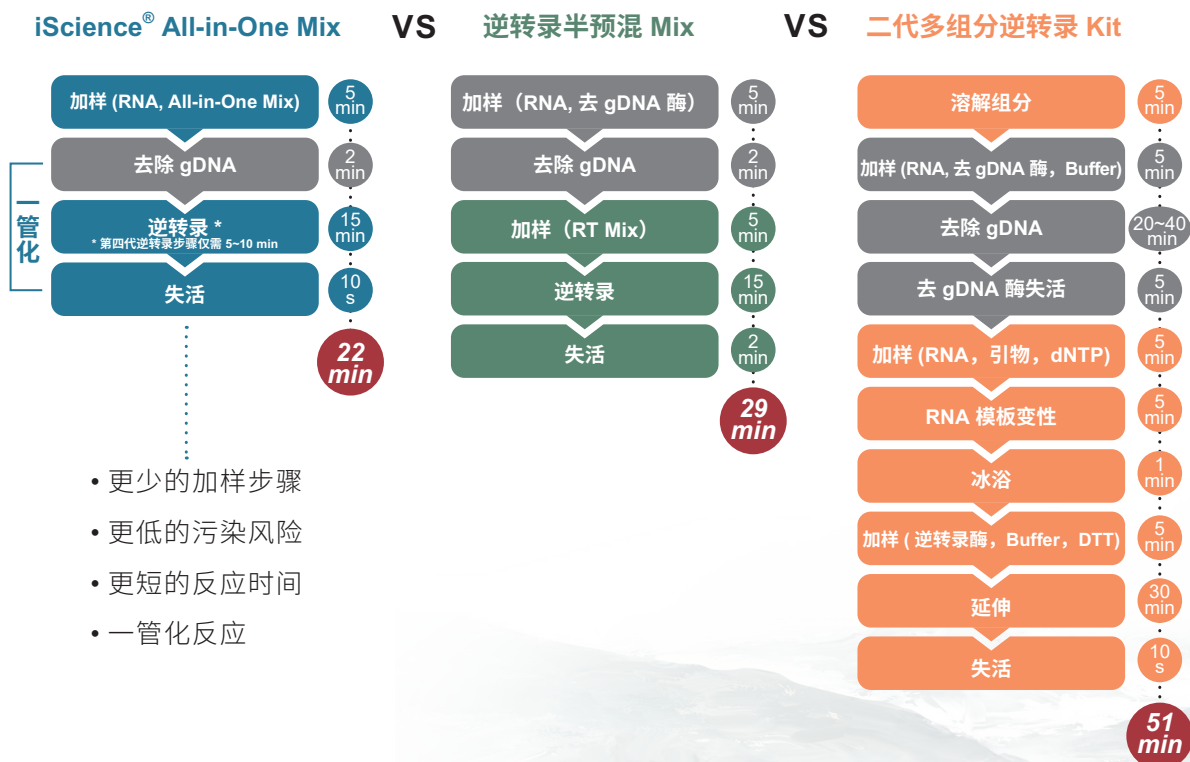 iScience® All-in-One Mix
VS
逆转录半预混 Mix
VS
二代多组分逆转录 Kit
一管化
加样 (RNA, All-in-One Mix)
5
min
去除 gDNA
2
min
逆转录 *
* 第四代逆转录步骤仅需 5~10 min
15
min
失活
10
s
22
min
• 更少的加样步骤
• 更低的污染风险
• 更短的反应时间
• 一管化反应
加样（RNA, 去 gDNA 酶）
5
min
去除 gDNA
2
min
加样（RT Mix）
5
min
逆转录
15
min
失活
2
min
29
min
溶解组分
5
min
加样 (RNA, 去 gDNA 酶，Buffer)
5
min
去除 gDNA
20~40
min
去 gDNA 酶失活
5
min
加样 (RNA，引物，dNTP)
5
min
RNA 模板变性
5
min
冰浴
1
min
加样 ( 逆转录酶，Buffer，DTT)
5
min
延伸
30
min
失活
10
s
51
min